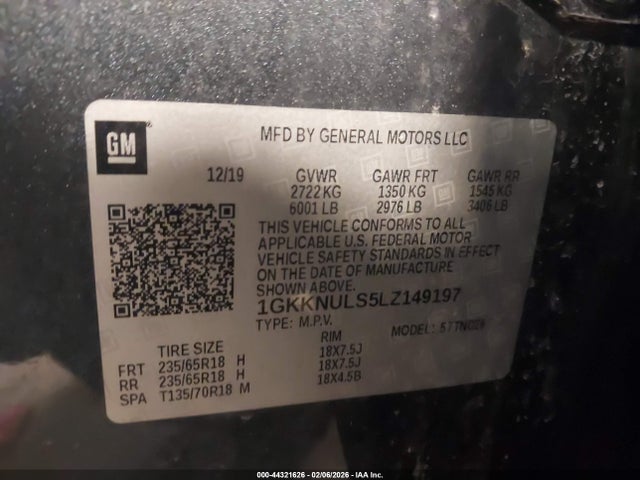 GM
MFD BY GENERAL MOTORS LLC
12/19 GVWR GAWR FRT GAWR RR
2722 KG 1350 KG 1545 KG
6001 LB 2976 LB 3406 LB
THIS VEHICLE CONFORMS TO ALL
APPLICABLE U.S. FEDERAL MOTOR
VEHICLE SAFETY STANDARDS IN EFFECT
ON THE DATE OF MANUFACTURE
SHOWN ABOVE.
1GKKNULS5LZ149197
TYPE: M.P.V. MODEL:
TIRE SIZE RIM
FRT 235/65R18 H 18X7.5J
RR 235/65R18 H 18X7.5J
SPA T135/70R18 M 18X4.5B
000-44321626 - 02/06/2026 - IAA Inc.